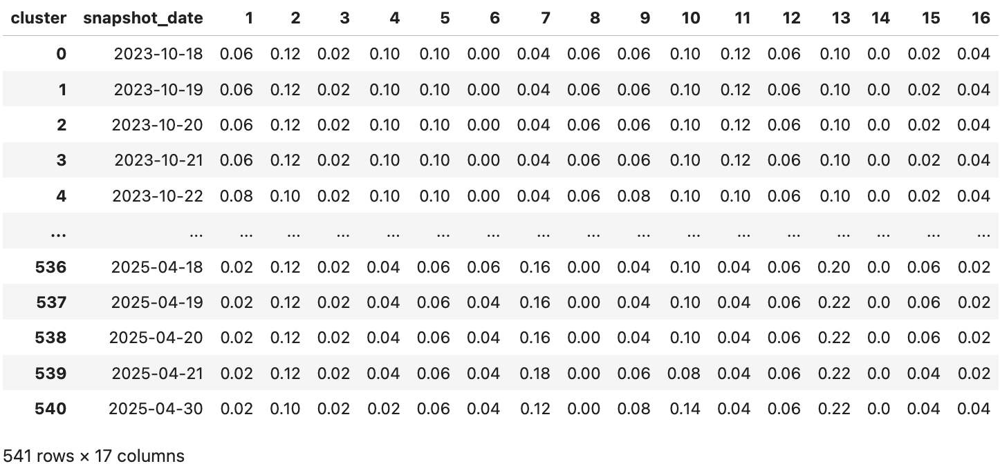 cluster snapshot_date 1 2 3 4 5 6 7 8 9 10 11 12 13 14 15 16
0 2023-10-18 0.06 0.12 0.02 0.10 0.10 0.00 0.04 0.06 0.06 0.10 0.12 0.06 0.10 0.0 0.02 0.04
1 2023-10-19 0.06 0.12 0.02 0.10 0.10 0.00 0.04 0.06 0.06 0.10 0.12 0.06 0.10 0.0 0.02 0.04
2 2023-10-20 0.06 0.12 0.02 0.10 0.10 0.00 0.04 0.06 0.06 0.10 0.12 0.06 0.10 0.0 0.02 0.04
3 2023-10-21 0.06 0.12 0.02 0.10 0.10 0.00 0.04 0.06 0.06 0.10 0.12 0.06 0.10 0.0 0.02 0.04
4 2023-10-22 0.08 0.10 0.02 0.10 0.10 0.00 0.04 0.06 0.08 0.10 0.10 0.06 0.10 0.0 0.02 0.04
... ... ... ... ... ... ... ... ... ... ... ... ... ... ... ... ... ...
536 2025-04-18 0.02 0.12 0.02 0.04 0.06 0.06 0.16 0.00 0.04 0.10 0.04 0.06 0.20 0.0 0.06 0.02
537 2025-04-19 0.02 0.12 0.02 0.04 0.06 0.04 0.16 0.00 0.04 0.10 0.04 0.06 0.22 0.0 0.06 0.02
538 2025-04-20 0.02 0.12 0.02 0.04 0.06 0.04 0.16 0.00 0.04 0.10 0.04 0.06 0.22 0.0 0.06 0.02
539 2025-04-21 0.02 0.12 0.02 0.04 0.06 0.04 0.18 0.00 0.06 0.08 0.04 0.06 0.22 0.0 0.04 0.02
540 2025-04-30 0.02 0.10 0.02 0.02 0.06 0.04 0.12 0.00 0.08 0.14 0.04 0.06 0.22 0.0 0.04 0.04
541 rows × 17 columns